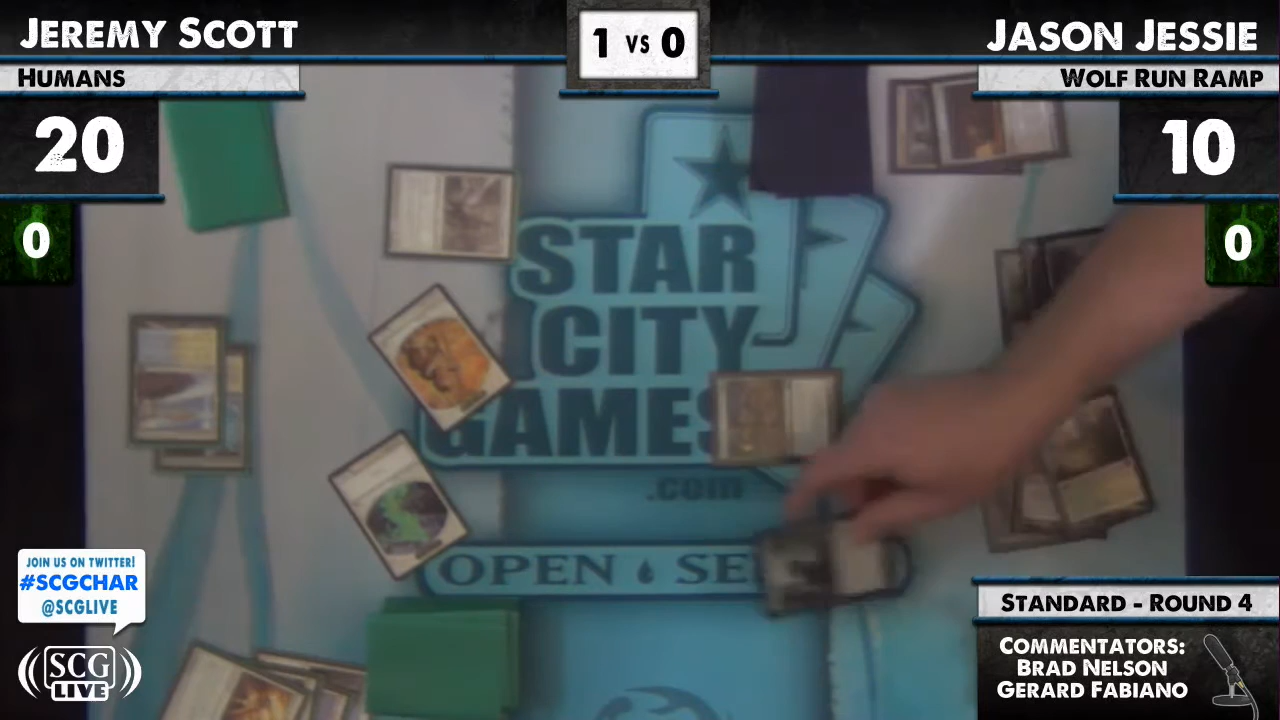 JEREMY SCOTT
1 VS 0
JASON JESSIE
HUMANS
WOLF RUN RAMP
20
10
0
0
STAR
CITY
GAMES
.com
OPEN SE
JOIN US ON TWITTER!
#SCGCHAR
@SCGLIVE
SCG
LIVE
STANDARD - ROUND 4
COMMENTATORS:
BRAD NELSON
GERARD FABIANO